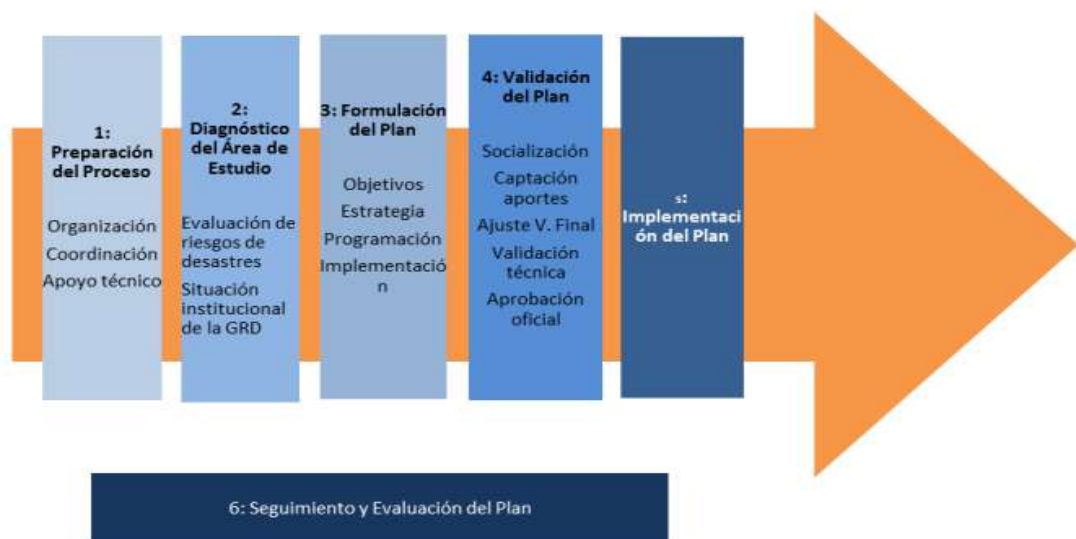 1:
Preparación
del Proceso
Organización
Coordinación
Apoyo técnico
2:
Diagnóstico
del Área de
Estudio
Evaluación de
riesgos de
desastres
Situación
institucional
de la GRD
3: Formulación
del Plan
Objetivos
Estrategia
Programación
Implementació
n
4: Validación
del Plan
Socialización
Captación
aportes
Ajuste V. Final
Validación
técnica
Aprobación
oficial
s:
Implementaci
ón del Plan
6: Seguimiento y Evaluación del Plan